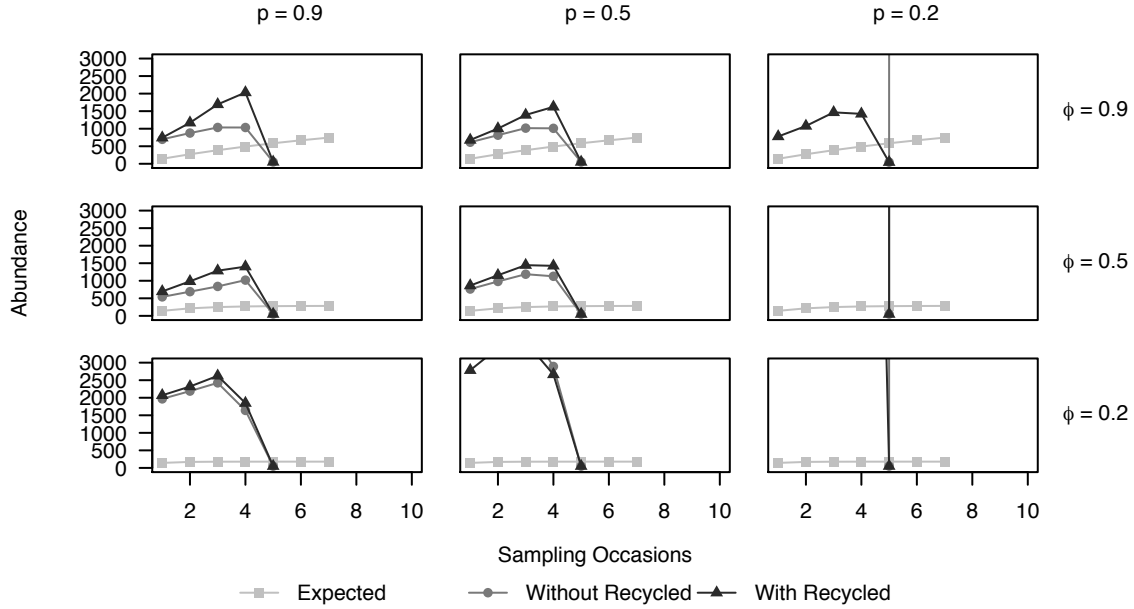 p = 0.9 p = 0.5 p = 0.2
3000
2500
2000
1500
1000
500
0
ϕ = 0.9
3000
2500
2000
1500
1000
500
0
ϕ = 0.5
3000
2500
2000
1500
1000
500
0
ϕ = 0.2
Abundance
2 4 6 8 10 2 4 6 8 10 2 4 6 8 10
Sampling Occasions
Expected Without Recycled With Recycled